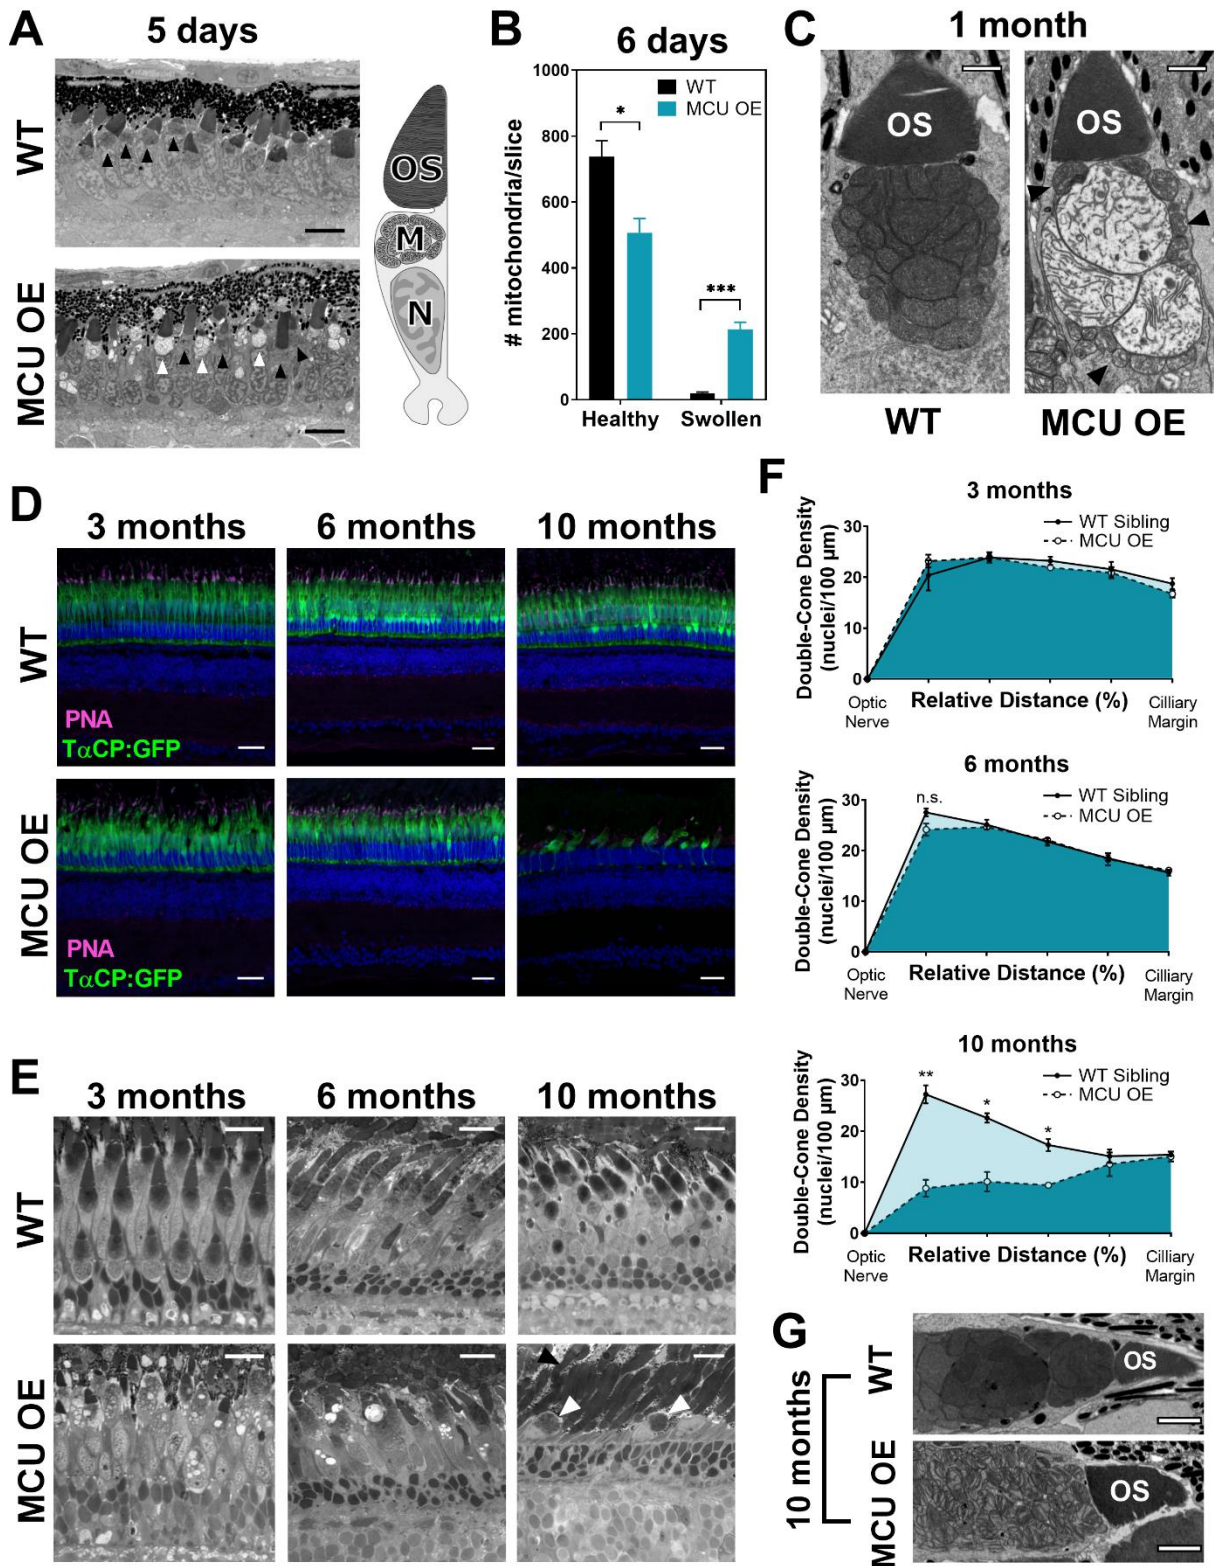 A
5 days
WT
MCU OE
OS
M
N
B
6 days
# mitochondria/slice
1000
800
600
400
200
0
WT
MCU OE
*
***
Healthy
Swollen
C
1 month
OS
OS
WT
MCU OE
D
3 months
6 months
10 months
WT
PNA
TαCP:GFP
MCU OE
PNA
TαCP:GFP
E
3 months
6 months
10 months
WT
MCU OE
F
3 months
Double-Cone Density
(nuclei/100 µm)
30
20
10
0
WT Sibling
MCU OE
Optic
Nerve
Relative Distance (%)
Cilliary
Margin
6 months
Double-Cone Density
(nuclei/100 µm)
30
20
10
0
n.s.
WT Sibling
MCU OE
Optic
Nerve
Relative Distance (%)
Cilliary
Margin
10 months
Double-Cone Density
(nuclei/100 µm)
30
20
10
0
**
*
*
WT Sibling
MCU OE
Optic
Nerve
Relative Distance (%)
Cilliary
Margin
G
10 months
WT
OS
MCU OE
OS